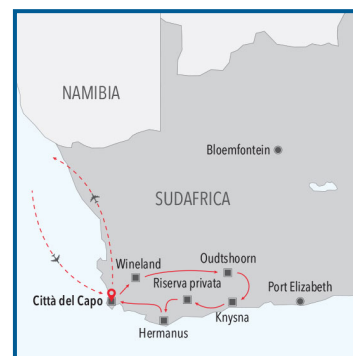 NAMIBIA
Bloemfontein
SUDAFRICA
Oudtshoorn
Wineland
Riserva privata
Port Elizabeth
Città del Capo
Knysna
Hermanus